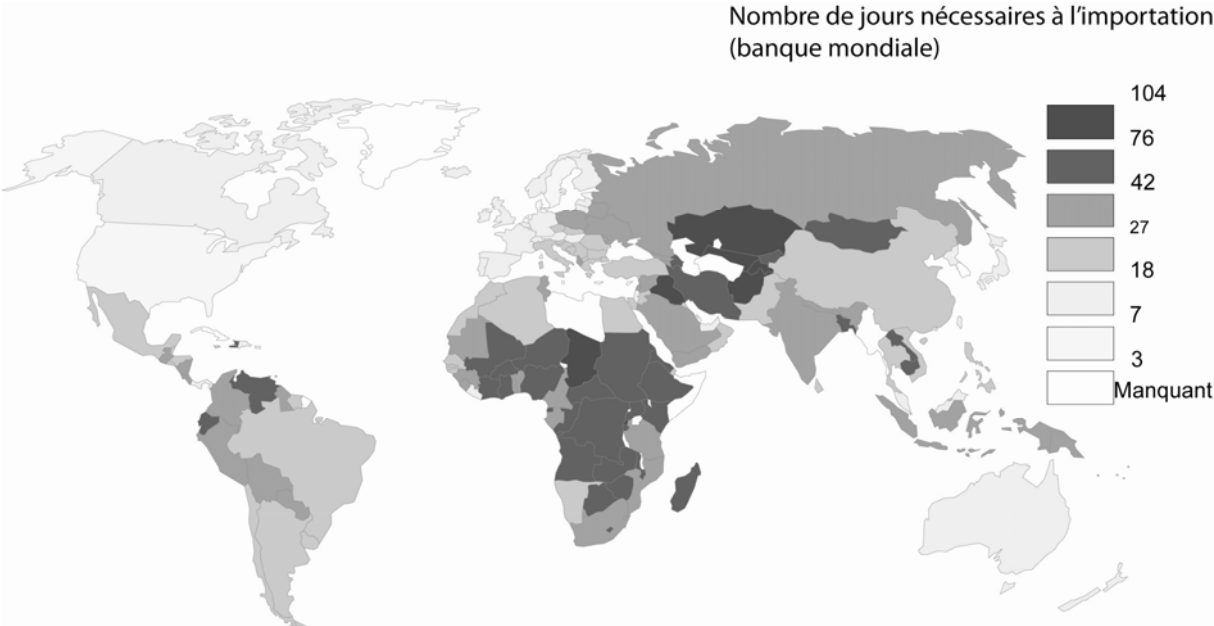 Nombre de jours nécessaires à l'importation
(banque mondiale)
104
76
42
27
18
7
3
Manquant